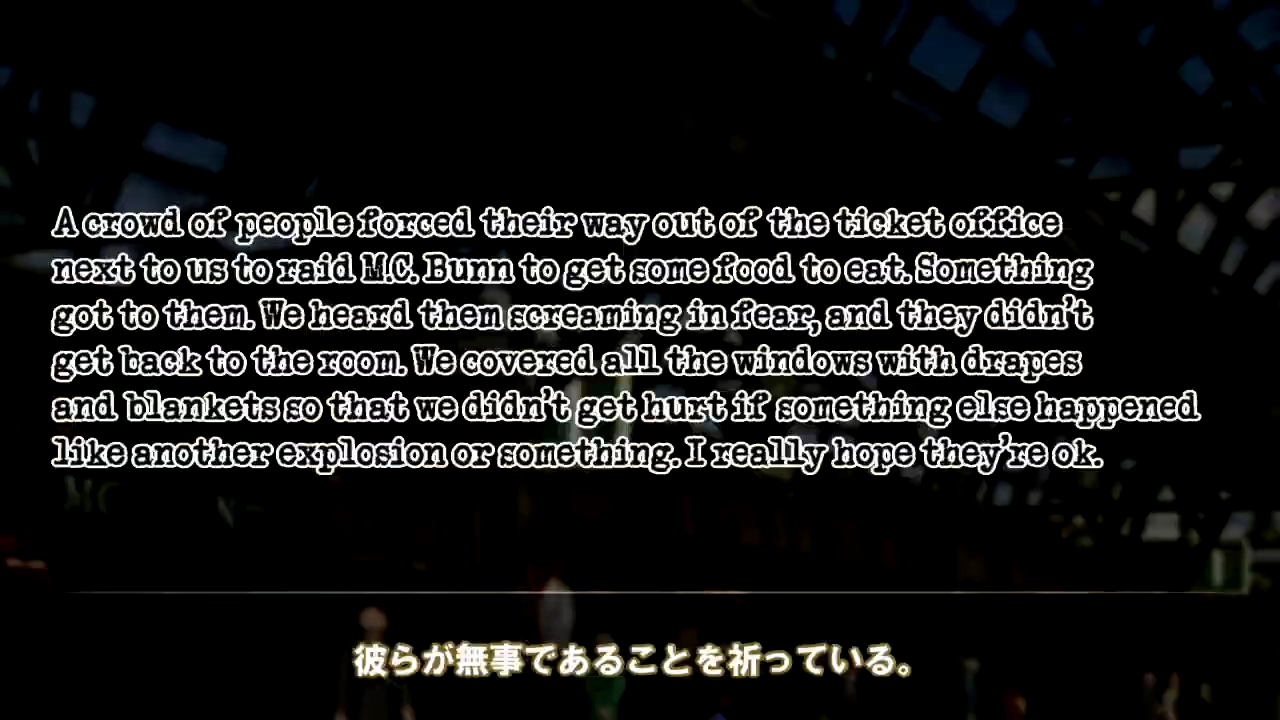 A crowd of people forced their way out of the ticket office
next to us to raid M.C. Bunn to get some food to eat. Something
got to them. We heard them screaming in fear, and they didn't
get back to the room. We covered all the windows with drapes
and blankets so that we didn't get hurt if something else happened
like another explosion or something. I really hope they're ok.
MC
彼らが無事であることを祈っている。